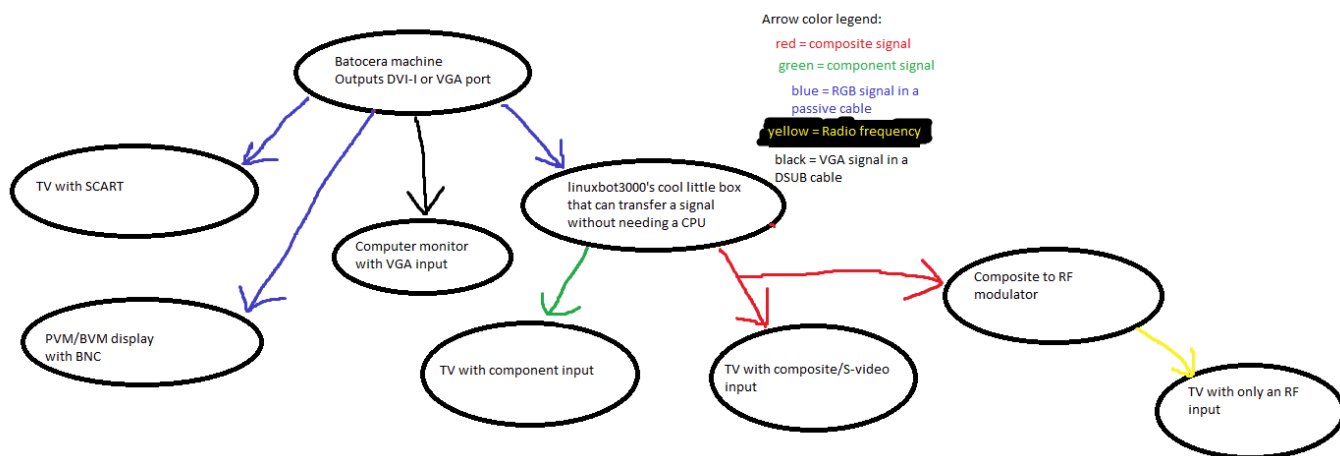 Arrow color legend:
red = composite signal
green = component signal
blue = RGB signal in a
passive cable
yellow = Radio frequency
black = VGA signal in a
DSUB cable
Batocera machine
Outputs DVI-I or VGA port
TV with SCART
linuxbot3000's cool little box
that can transfer a signal
without needing a CPU
Computer monitor
with VGA input
Composite to RF
modulator
PVM/BVM display
with BNC
TV with component input
TV with composite/S-video
input
TV with only an RF
input